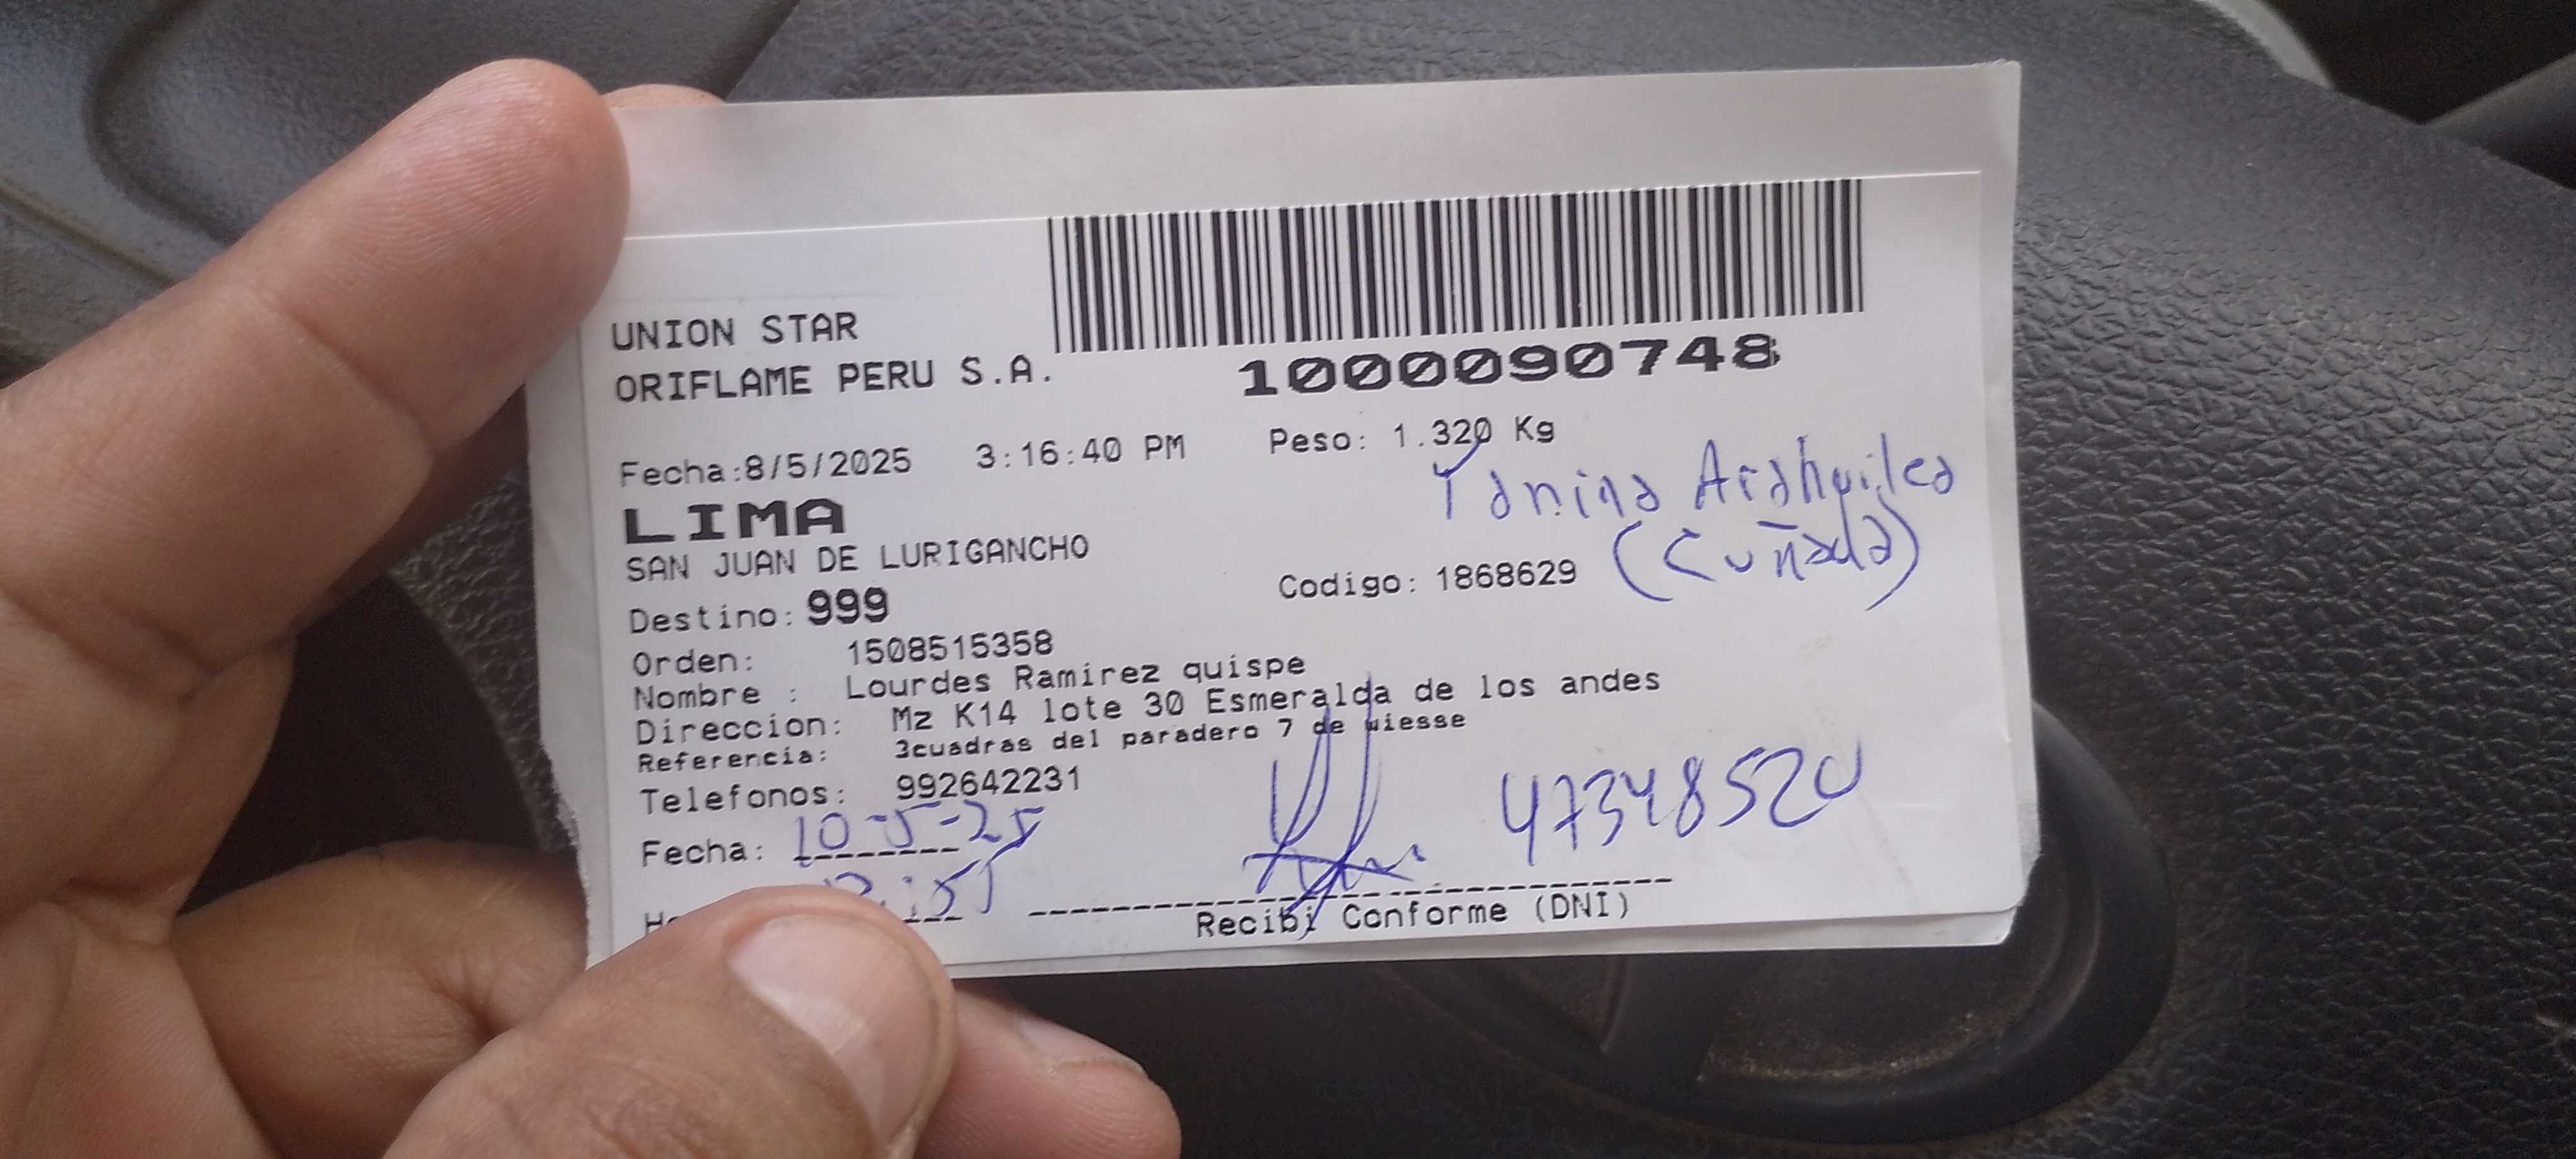 UNION STAR
ORIFLAME PERU S.A.
1000090748
Fecha:8/5/2025 3:16:40 PM Peso: 1.320 Kg
LIMA
SAN JUAN DE LURIGANCHO
(Cuñada)
Destino: 999 Codigo: 1868629
Orden: 1508515358
Nombre : Lourdes Ramirez quispe
Direccion: Mz K14 lote 30 Esmeralda de los andes
Referencia: 3cuadras del paradero 7 de wiesse
Telefonos: 992642231
Fecha: 10-5-25
47348520
Recibi Conforme (DNI)